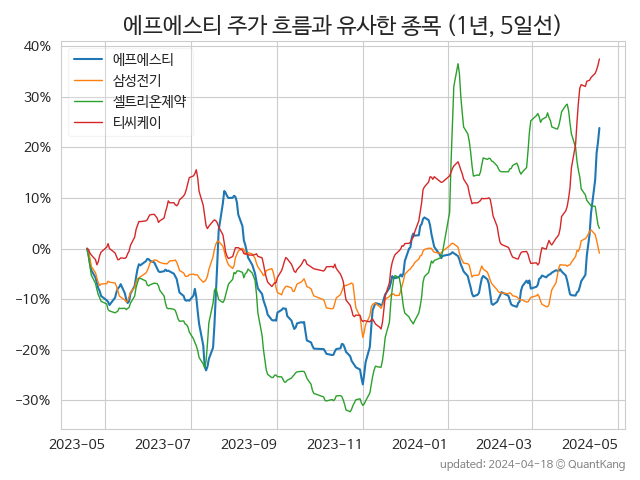 에프에스티 주가 흐름과 유사한 종목 (1년, 5일선)
40%
30%
20%
10%
0%
−10%
−20%
−30%
에프에스티
삼성전기
셀트리온제약
티씨케이
2023-05 2023-07 2023-09 2023-11 2024-01 2024-03 2024-05
updated: 2024-04-18 © QuantKang